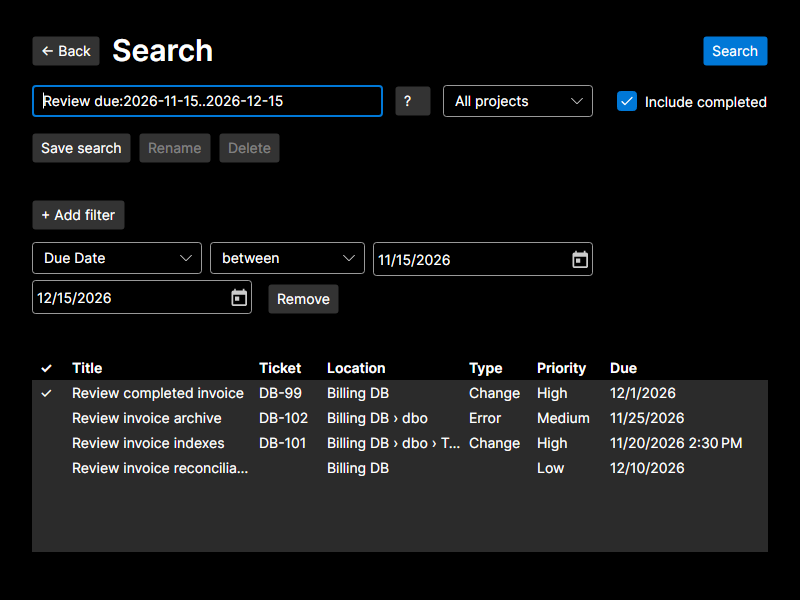 ← Back Search Search
Review due:2026-11-15..2026-12-15 ? All projects Include completed
Save search Rename Delete
+ Add filter
Due Date between 11/15/2026
12/15/2026 Remove
✓ Title Ticket Location Type Priority Due
✓ Review completed invoice DB-99 Billing DB Change High 12/1/2026
Review invoice archive DB-102 Billing DB › dbo Error Medium 11/25/2026
Review invoice indexes DB-101 Billing DB › dbo › T... Change High 11/20/2026 2:30 PM
Review invoice reconcilia... Billing DB Low 12/10/2026